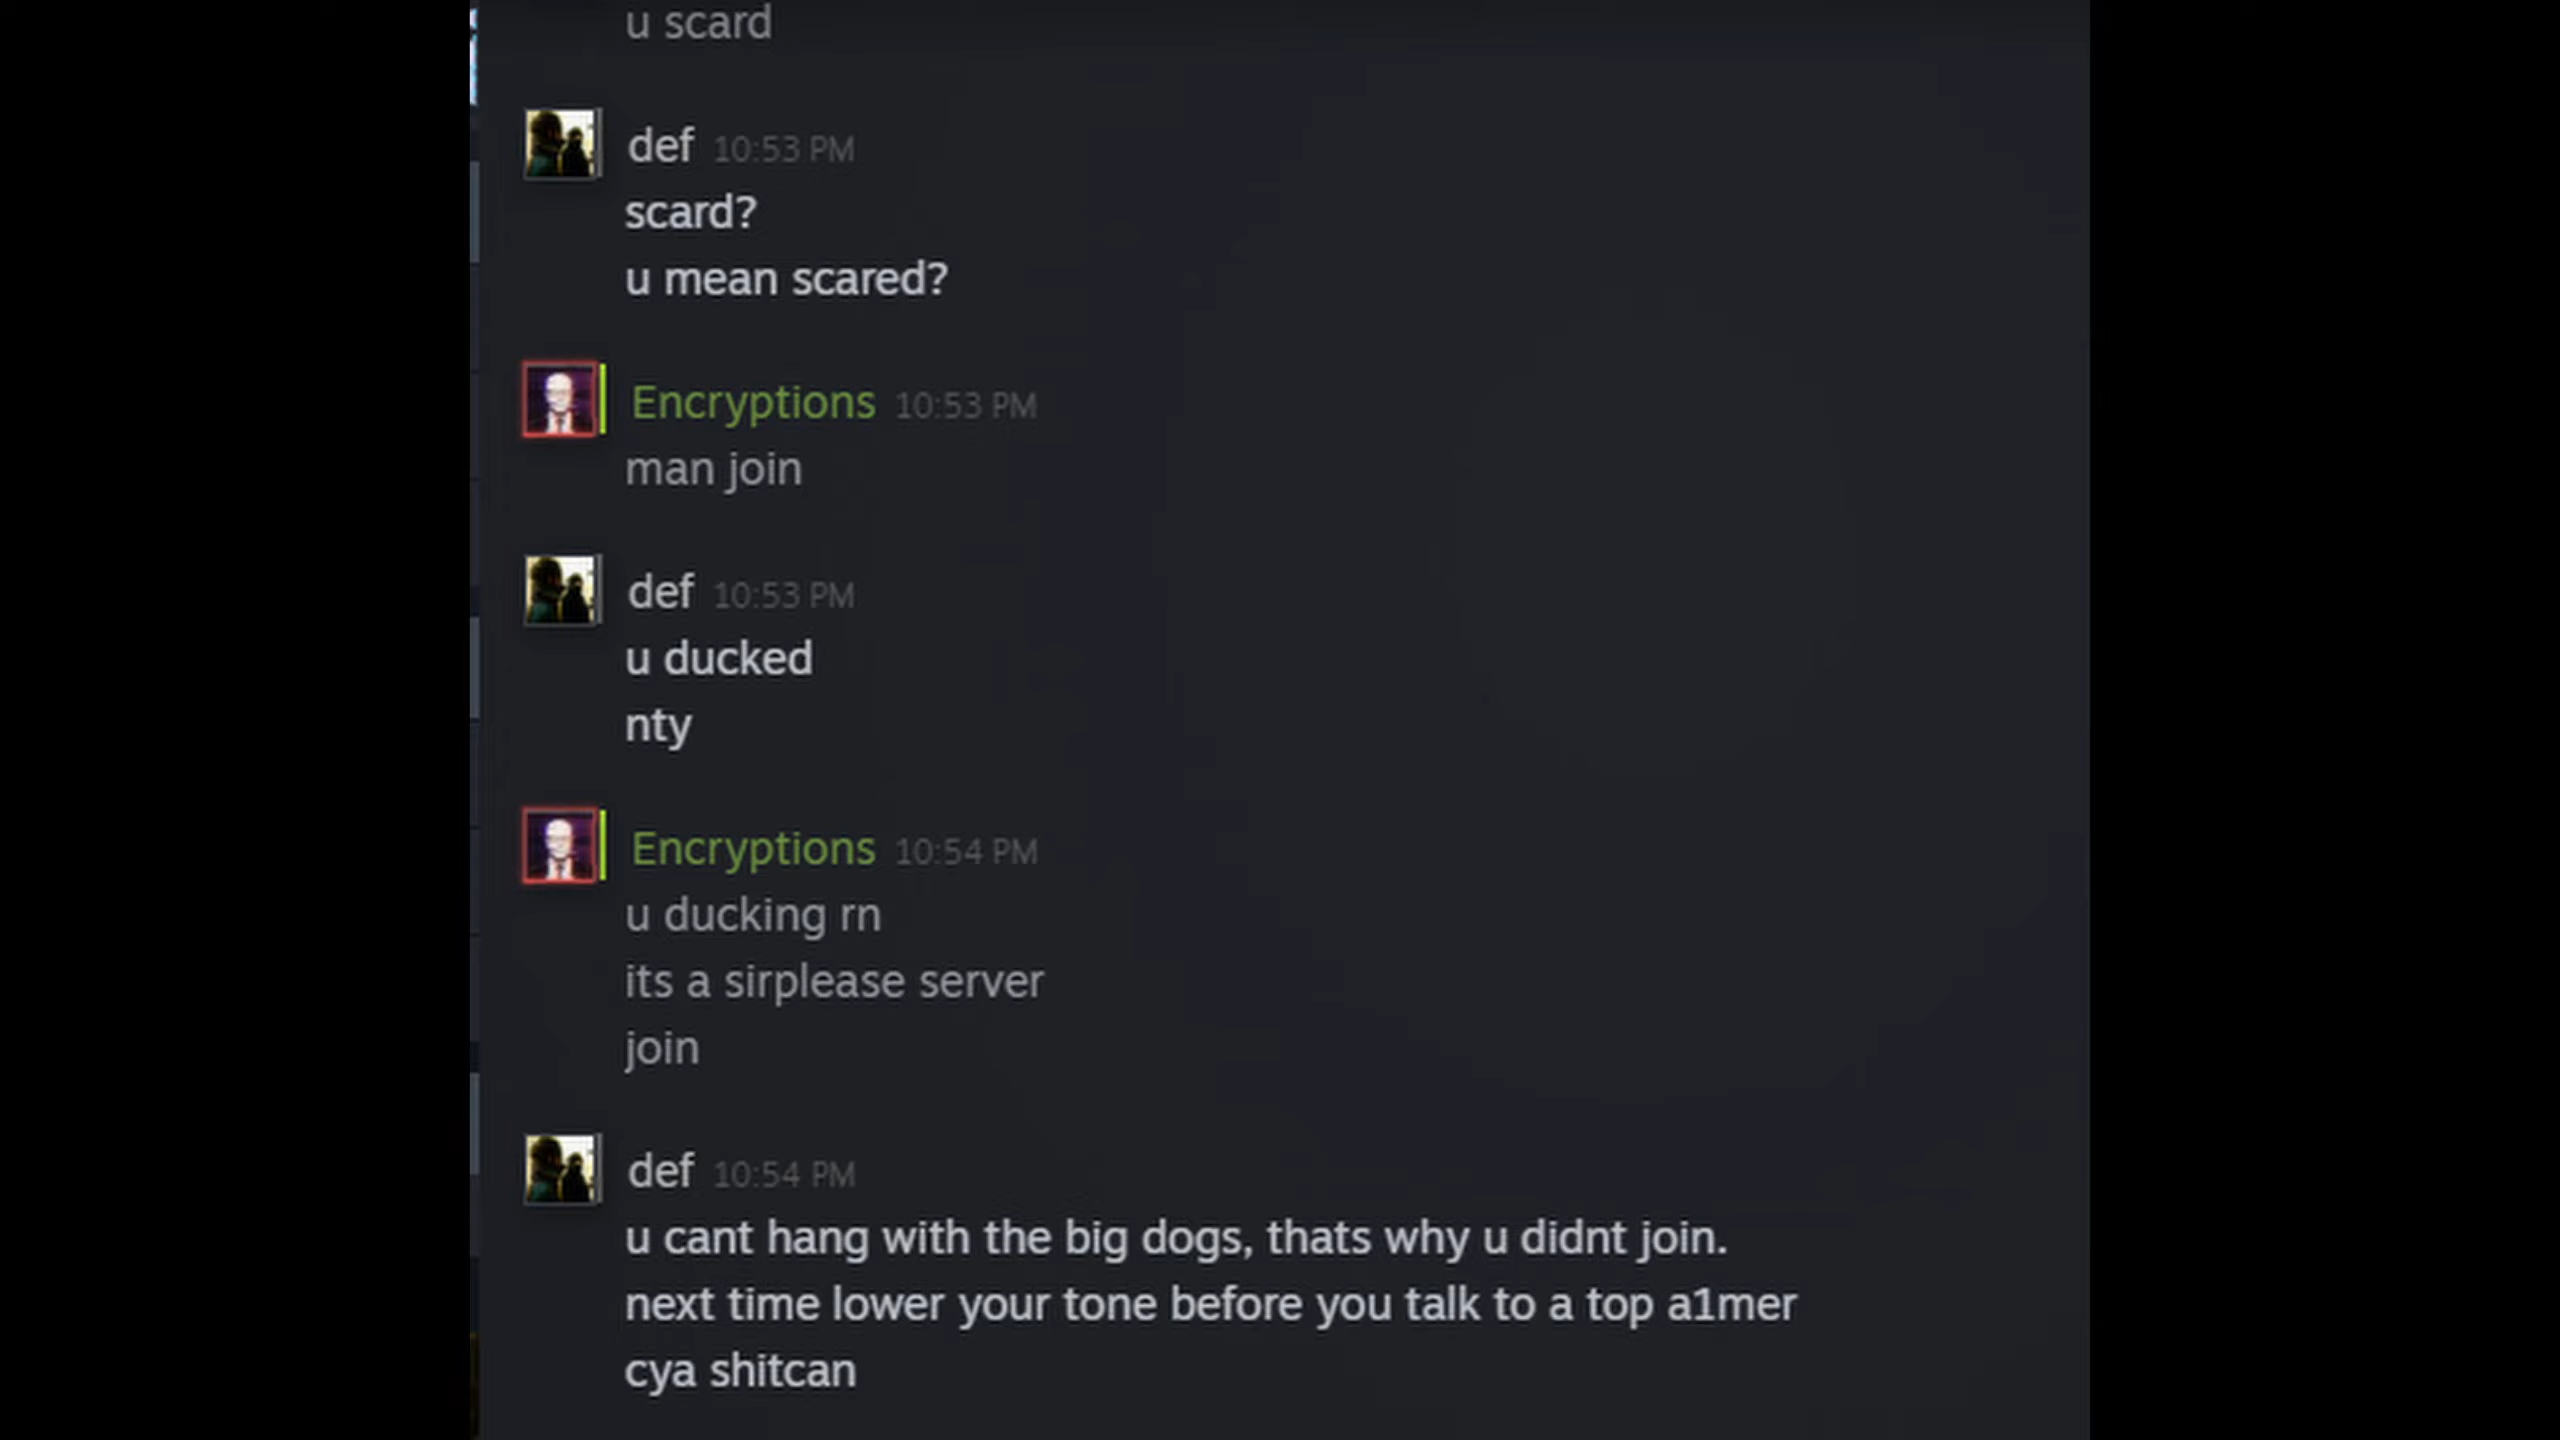 u scard
def 10:53 PM
scard?
u mean scared?
Encryptions 10:53 PM
man join
def 10:53 PM
u ducked
nty
Encryptions 10:54 PM
u ducking rn
its a sirplease server
join
def 10:54 PM
u cant hang with the big dogs, thats why u didnt join.
next time lower your tone before you talk to a top a1mer
cya shitcan